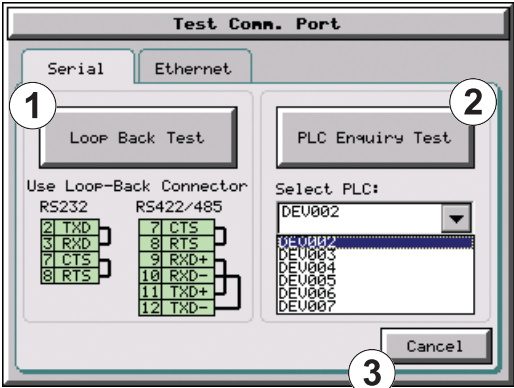 Test Comm. Port
Serial
Ethernet
1
2
Loop Back Test
PLC Enquiry Test
Use Loop-Back Connector
RS232
RS422/485
2 TXD
3 RXD
7 CTS
8 RTS
7 CTS
8 RTS
9 RXD+
10 RXD-
11 TXD+
12 TXD-
Select PLC:
DEV002
DEV002
DEV003
DEV004
DEV005
DEV006
DEV007
Cancel
3